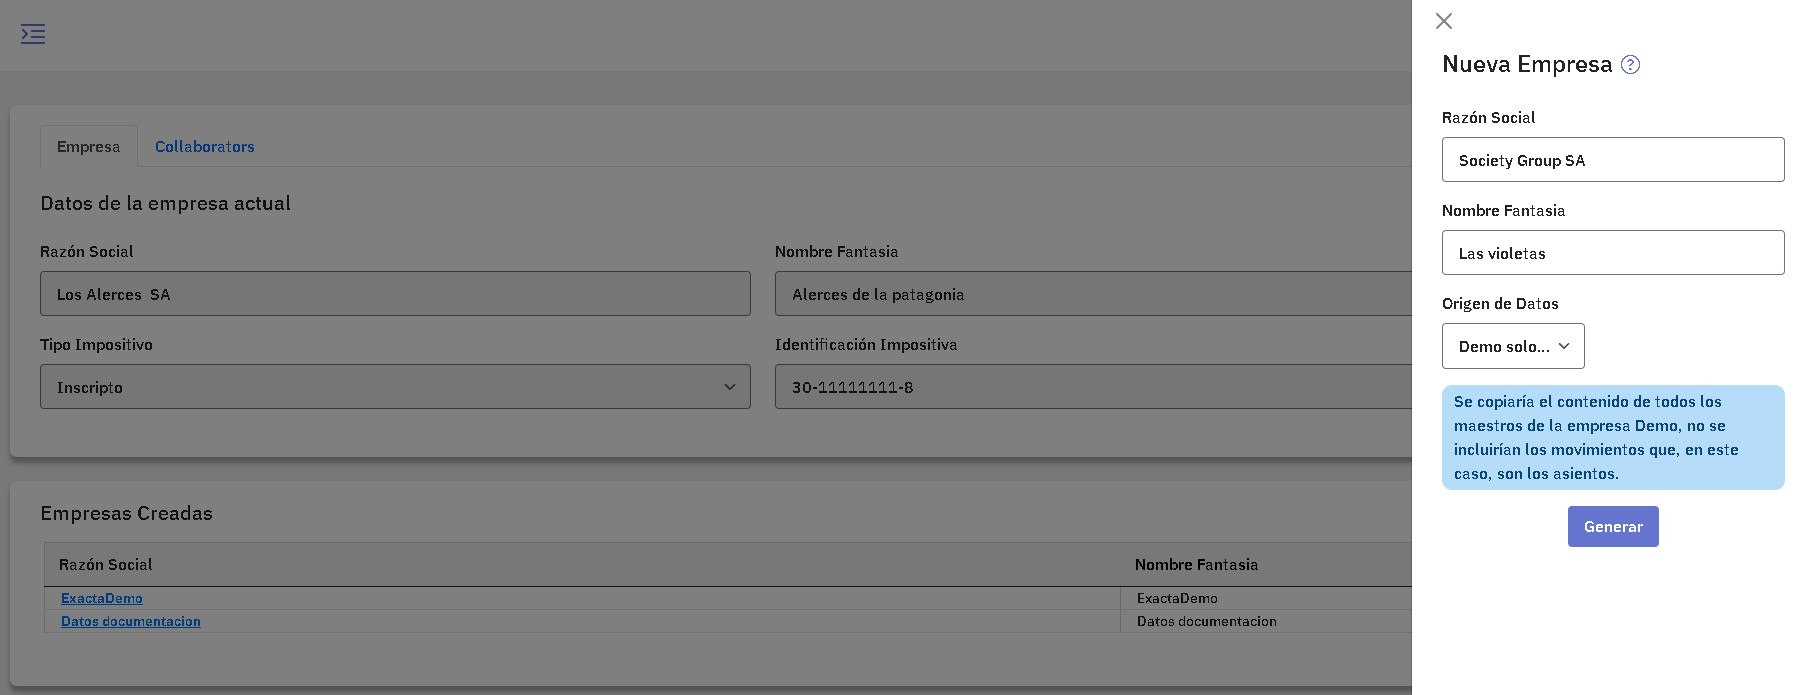 Empresa
Collaborators
Datos de la empresa actual
Razón Social
Nombre Fantasia
Los Alerces  SA
Alerces de la patagonia
Tipo Impositivo
Identificación Impositiva
Inscripto
30-11111111-8
Empresas Creadas
Razón Social
Nombre Fantasia
ExactaDemo
ExactaDemo
Datos documentacion
Datos documentacion
Nueva Empresa ?
Razón Social
Society Group SA
Nombre Fantasia
Las violetas
Origen de Datos
Demo solo...
Se copiaría el contenido de todos los
maestros de la empresa Demo, no se
incluirían los movimientos que, en este
caso, son los asientos.
Generar